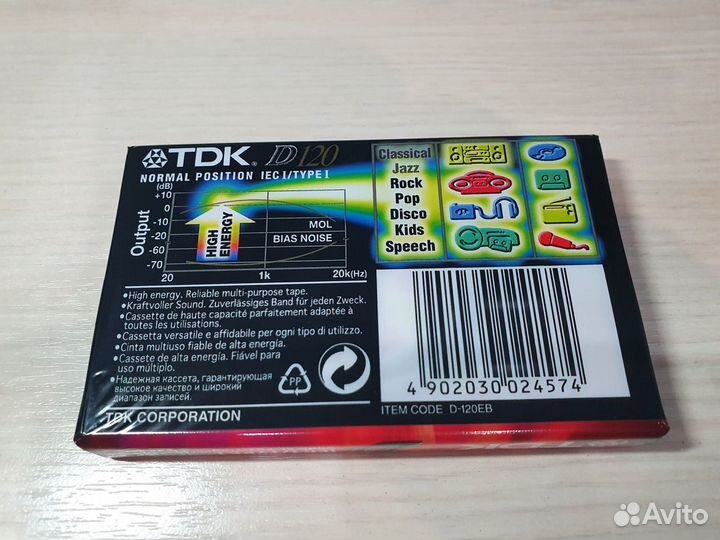 TDK. D120
NORMAL POSITION IEC I/TYPE I
(dB)
+10
0
-10
-20
-60
-70
Output
HIGH ENERGY
MOL
BIAS NOISE
20 1k 20k(Hz)
Classical
Jazz
Rock
Pop
Disco
Kids
Speech
•High energy. Reliable multi-purpose tape.
•Kraftvoller Sound. Zuverlässiges Band für jeden Zweck.
•Cassette de haute capacité parfaitement adaptée à
toutes les utilisations.
•Cassetta versatile e affidabile per ogni tipo di utilizzo.
•Cinta multiuso fiable de alta energía.
•Cassete de alta energía. Fiável para
uso múltiplo.
•Надежная кассета, гарантирующая
высокое качество и широкий
диапазон записей.
PP
TDK CORPORATION
4 902030 024574
ITEM CODE D-120EB
Avito